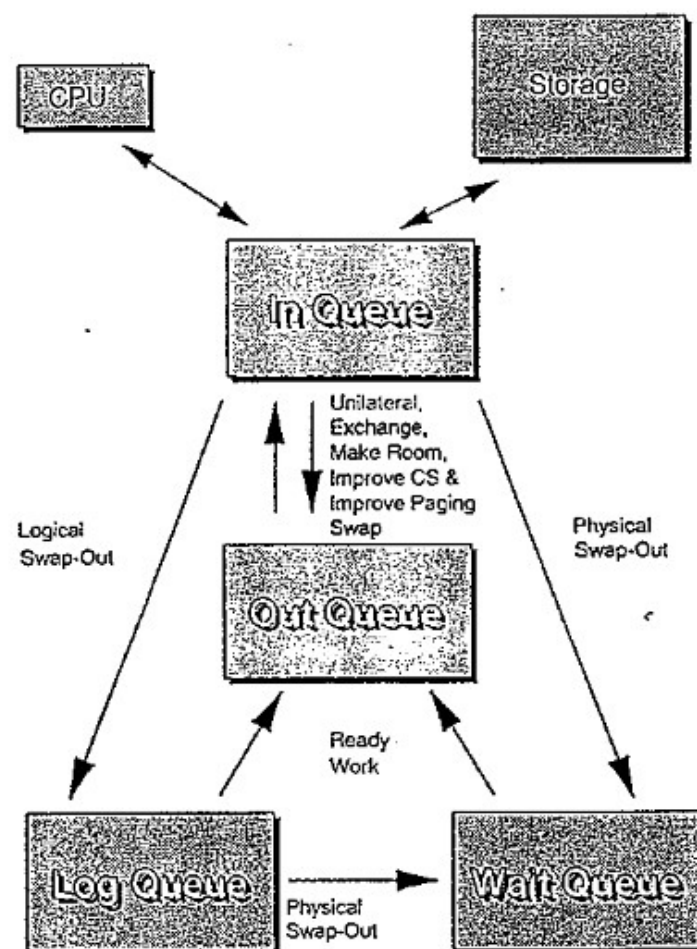 CPU
Storage
In Queue
Unilateral,
Exchange,
Make Room,
Improve CS &
Improve Paging
Swap
Logical
Swap-Out
Physical
Swap-Out
Out Queue
Ready
Work
Log Queue
Physical
Swap-Out
Wait Queue